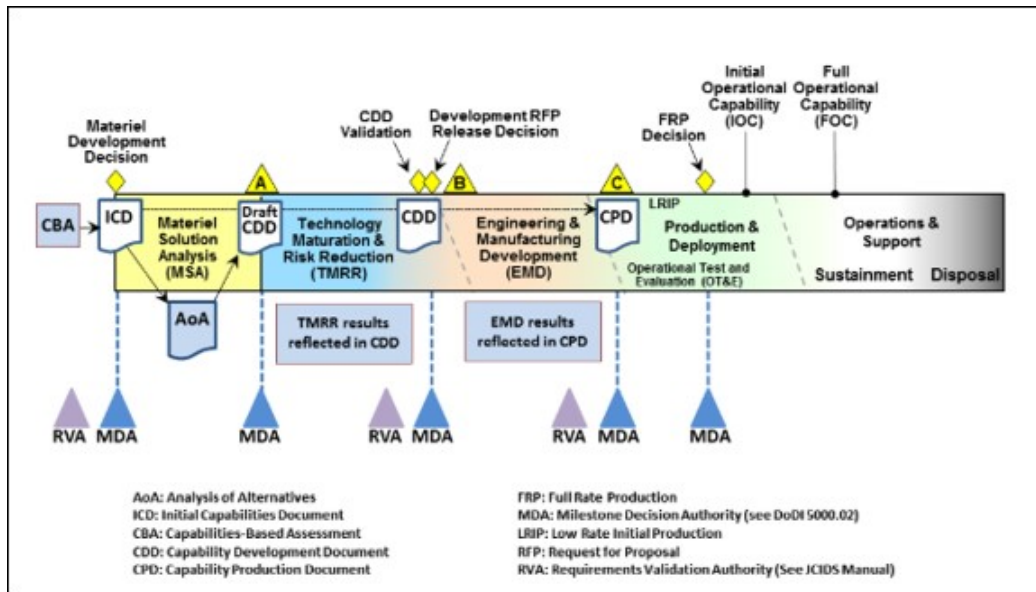 Materiel
Development
Decision
CDD
Validation
Development RFP
Release Decision
FRP
Decision
Initial
Operational
Capability
(IOC)
Full
Operational
Capability
(FOC)
A
B
C
CBA
ICD
Materiel
Solution
Analysis
(MSA)
Draft
CDD
Technology
Maturation &
Risk Reduction
(TMRR)
CDD
Engineering &
Manufacturing
Development
(EMD)
CPD
LRIP
Production &
Deployment
Operational Test and
Evaluation (OT&E)
Operations &
Support
Sustainment
Disposal
AoA
TMRR results
reflected in CDD
EMD results
reflected in CPD
RVA
MDA
MDA
RVA
MDA
RVA
MDA
MDA
AoA: Analysis of Alternatives
ICD: Initial Capabilities Document
CBA: Capabilities-Based Assessment
CDD: Capability Development Document
CPD: Capability Production Document
FRP: Full Rate Production
MDA: Milestone Decision Authority (see DoDI 5000.02)
LRIP: Low Rate Initial Production
RFP: Request for Proposal
RVA: Requirements Validation Authority (See JCIDS Manual)